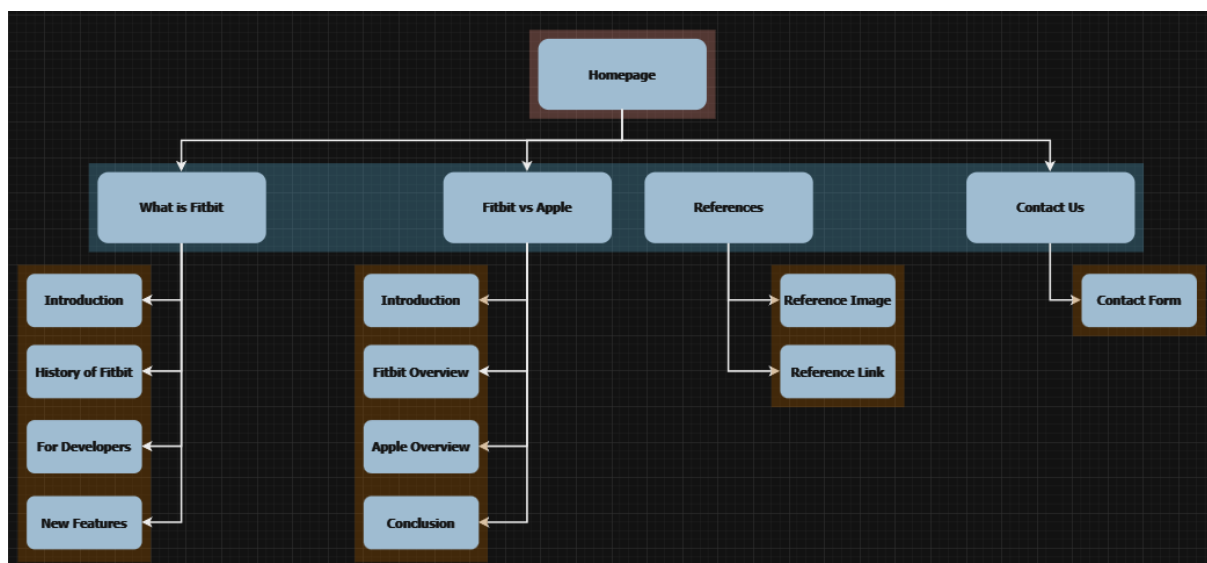 Homepage
What is Fitbit
Fitbit vs Apple
References
Contact Us
Introduction
History of Fitbit
For Developers
New Features
Introduction
Fitbit Overview
Apple Overview
Conclusion
Reference Image
Reference Link
Contact Form